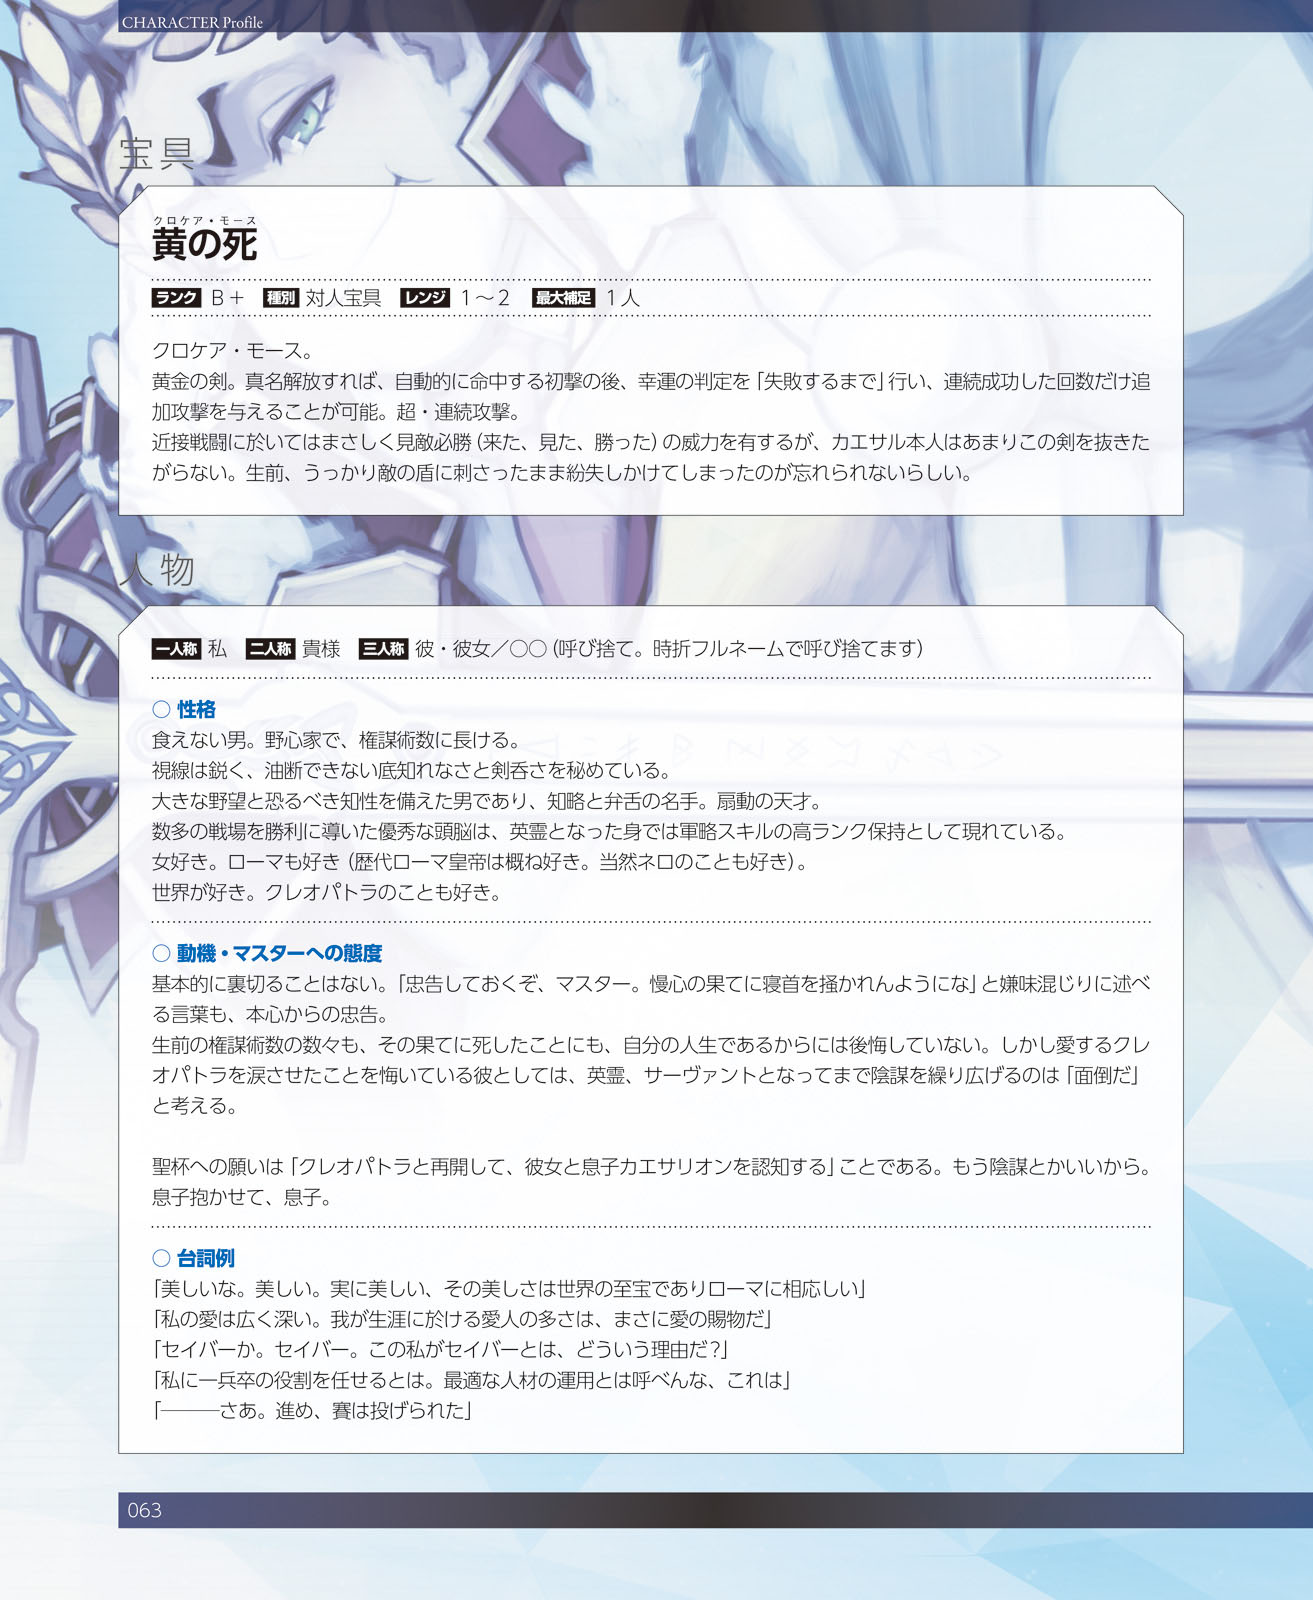 CHARACTER Profile
宝具
クロケア・モース
黄の死
ランク B＋ 種別 対人宝具 レンジ 1～2 最大補足 1人
クロケア・モース。
黄金の剣。真名解放すれば、自動的に命中する初撃の後、幸運の判定を「失敗するまで」行い、連続成功した回数だけ追
加攻撃を与えることが可能。超・連続攻撃。
近接戦闘に於いてはまさしく見敵必勝（来た、見た、勝った）の威力を有するが、カエサル本人はあまりこの剣を抜きた
がらない。生前、うっかり敵の盾に刺さったまま紛失しかけてしまったのが忘れられないらしい。
人物
一人称 私 二人称 貴様 三人称 彼・彼女／○○（呼び捨て。時折フルネームで呼び捨てます）
○ 性格
食えない男。野心家で、権謀術数に長ける。
視線は鋭く、油断できない底知れなさと剣呑さを秘めている。
大きな野望と恐るべき知性を備えた男であり、知略と弁舌の名手。扇動の天才。
数多の戦場を勝利に導いた優秀な頭脳は、英霊となった身では軍略スキルの高ランク保持として現れている。
女好き。ローマも好き（歴代ローマ皇帝は概ね好き。当然ネロのことも好き）。
世界が好き。クレオパトラのことも好き。
○ 動機・マスターへの態度
基本的に裏切ることはない。「忠告しておくぞ、マスター。慢心の果てに寝首を掻かれんようにな」と嫌味混じりに述べ
る言葉も、本心からの忠告。
生前の権謀術数の数々も、その果てに死したことにも、自分の人生であるからには後悔していない。しかし愛するクレ
オパトラを涙させたことを悔いている彼としては、英霊、サーヴァントとなってまで陰謀を繰り広げるのは「面倒だ」
と考える。
聖杯への願いは「クレオパトラと再開して、彼女と息子カエサリオンを認知する」ことである。もう陰謀とかいいから。
息子抱かせて、息子。
○ 台詞例
「美しいな。美しい。実に美しい、その美しさは世界の至宝でありローマに相応しい」
「私の愛は広く深い。我が生涯に於ける愛人の多さは、まさに愛の賜物だ」
「セイバーか。セイバー。この私がセイバーとは、どういう理由だ？」
「私に一兵卒の役割を任せるとは。最適な人材の運用とは呼べんな、これは」
「―――さあ。進め、賽は投げられた」
063